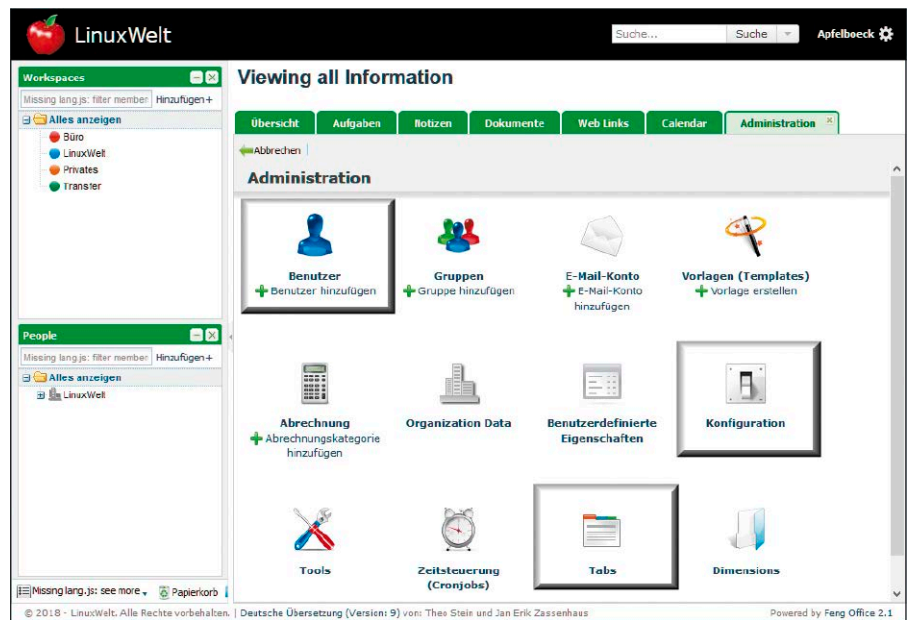 LinuxWelt
Suche...
Suche
Apfelboeck
Workspaces
Missing lang.js: filter member
Hinzufügen+
Alles anzeigen
Büro
LinuxWelt
Privates
Transfer
People
Missing lang.js: filter member
Hinzufügen+
Alles anzeigen
LinuxWelt
Missing lang.js: see more
Papierkorb
Viewing all Information
Übersicht
Aufgaben
Notizen
Dokumente
Web Links
Calendar
Administration
Abbrechen
Administration
Benutzer
Benutzer hinzufügen
Gruppen
Gruppe hinzufügen
E-Mail-Konto
E-Mail-Konto
hinzufügen
Vorlagen (Templates)
Vorlage erstellen
Abrechnung
Abrechnungskategorie
hinzufügen
Organization Data
Benutzerdefinierte
Eigenschaften
Konfiguration
Tools
Zeitsteuerung
(Cronjobs)
Tabs
Dimensions
© 2018 - LinuxWelt. Alle Rechte vorbehalten. | Deutsche Übersetzung (Version: 9) von: Theo Stein und Jan Erik Zassenhaus
Powered by Feng Office 2.1